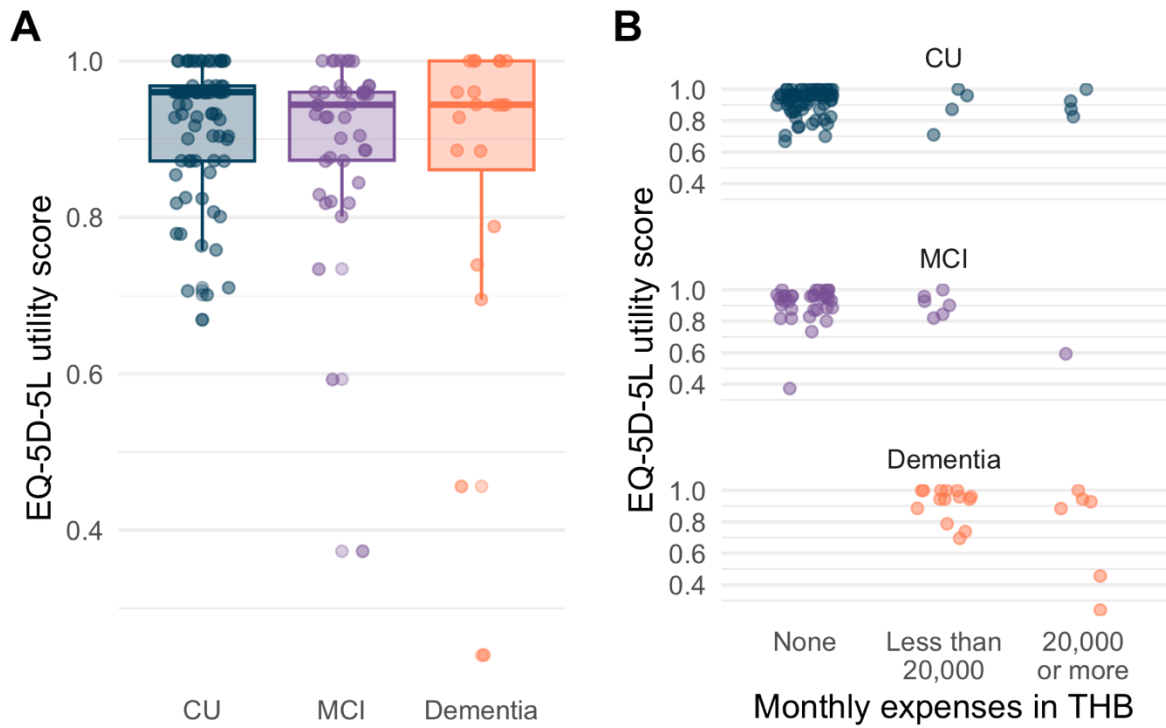 A
EQ-5D-5L utility score
1.0
0.8
0.6
0.4
CU
MCI
Dementia
B
EQ-5D-5L utility score
CU
1.0
0.8
0.6
0.4
MCI
1.0
0.8
0.6
0.4
Dementia
1.0
0.8
0.6
0.4
None
Less than
20,000
20,000
or more
Monthly expenses in THB